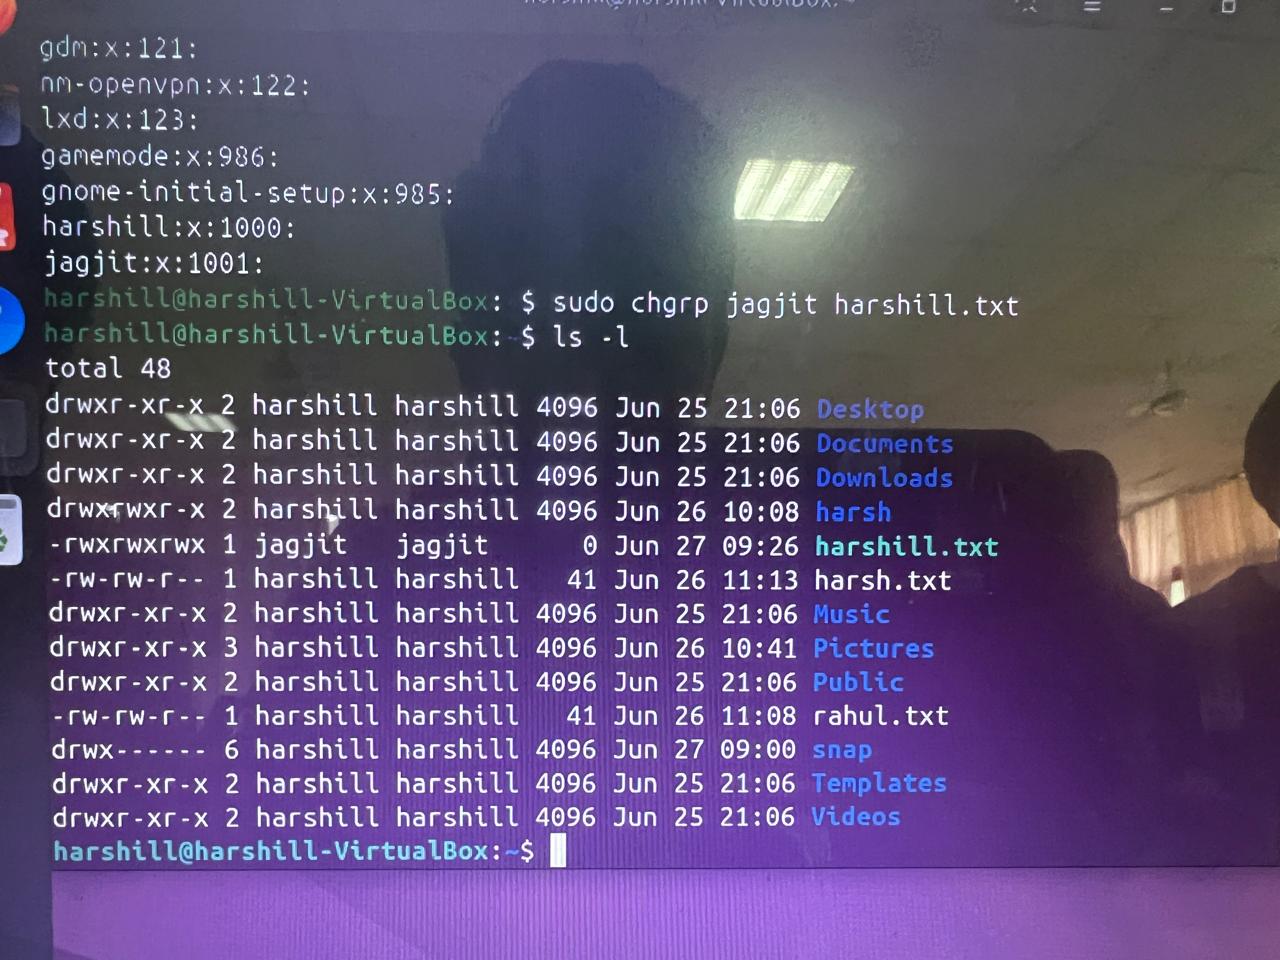 gdm:x:121:
nm-openvpn:x:122:
lxd:x:123:
gamemode:x:986:
gnome-initial-setup:x:985:
harshill:x:1000:
jagjit:x:1001:
harshill@harshill-VirtualBox:~$ sudo chgrp jagjit harshill.txt
harshill@harshill-VirtualBox:~$ ls -l
total 48
drwxr-xr-x 2 harshill harshill 4096 Jun 25 21:06 Desktop
drwxr-xr-x 2 harshill harshill 4096 Jun 25 21:06 Documents
drwxr-xr-x 2 harshill harshill 4096 Jun 25 21:06 Downloads
drwxrwxr-x 2 harshill harshill 4096 Jun 26 10:08 harsh
-rwxrwxrwx 1 jagjit   jagjit      0 Jun 27 09:26 harshill.txt
-rw-rw-r-- 1 harshill harshill   41 Jun 26 11:13 harsh.txt
drwxr-xr-x 2 harshill harshill 4096 Jun 25 21:06 Music
drwxr-xr-x 3 harshill harshill 4096 Jun 26 10:41 Pictures
drwxr-xr-x 2 harshill harshill 4096 Jun 25 21:06 Public
-rw-rw-r-- 1 harshill harshill   41 Jun 26 11:08 rahul.txt
drwx------ 6 harshill harshill 4096 Jun 27 09:00 snap
drwxr-xr-x 2 harshill harshill 4096 Jun 25 21:06 Templates
drwxr-xr-x 2 harshill harshill 4096 Jun 25 21:06 Videos
harshill@harshill-VirtualBox:~$